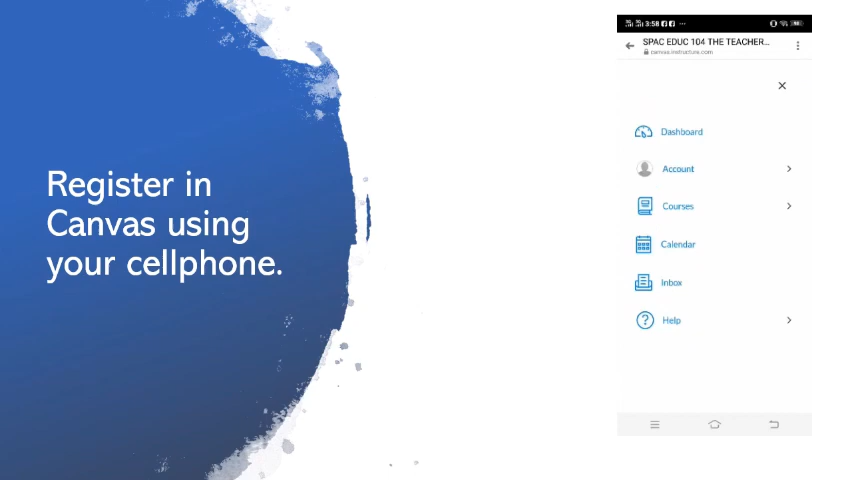 Register in
Canvas using
your cellphone.
3:58
SPAC EDUC 104 THE TEACHER...
canvas.instructure.com
Dashboard
Account
Courses
Calendar
Inbox
Help